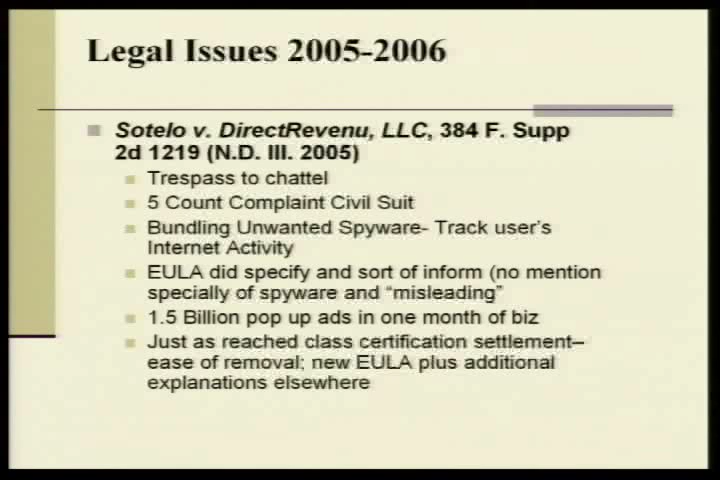 Legal Issues 2005-2006
Sotelo v. DirectRevenu, LLC, 384 F. Supp
2d 1219 (N.D. Ill. 2005)
Trespass to chattel
5 Count Complaint Civil Suit
Bundling Unwanted Spyware- Track user's
Internet Activity
EULA did specify and sort of inform (no mention
specially of spyware and “misleading”
1.5 Billion pop up ads in one month of biz
Just as reached class certification settlement–
ease of removal; new EULA plus additional
explanations elsewhere